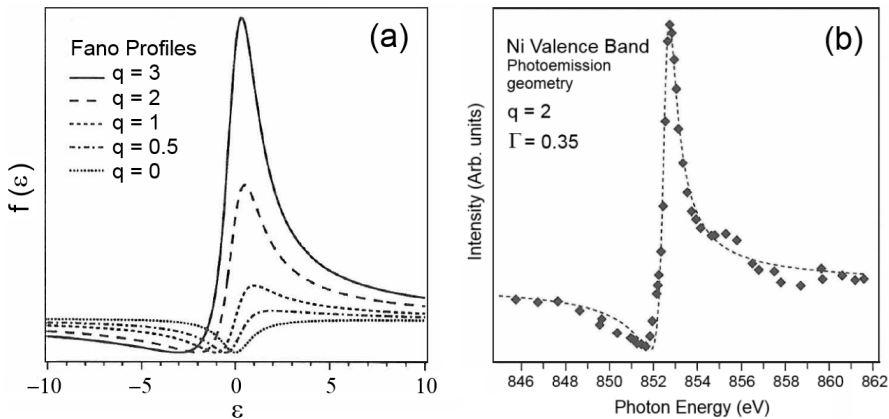 (a)
Fano Profiles
q = 3
q = 2
q = 1
q = 0.5
q = 0
f (ε)
−10 −5 0 5 10
ε
(b)
Ni Valence Band
Photoemission
geometry
q = 2
Γ = 0.35
Intensity (Arb. units)
846 848 850 852 854 856 858 860 862
Photon Energy (eV)